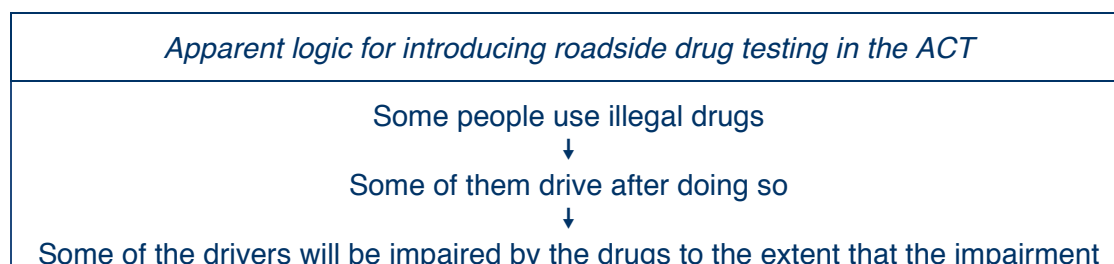 Apparent logic for introducing roadside drug testing in the ACT
Some people use illegal drugs
↓
Some of them drive after doing so
↓
Some of the drivers will be impaired by the drugs to the extent that the impairment